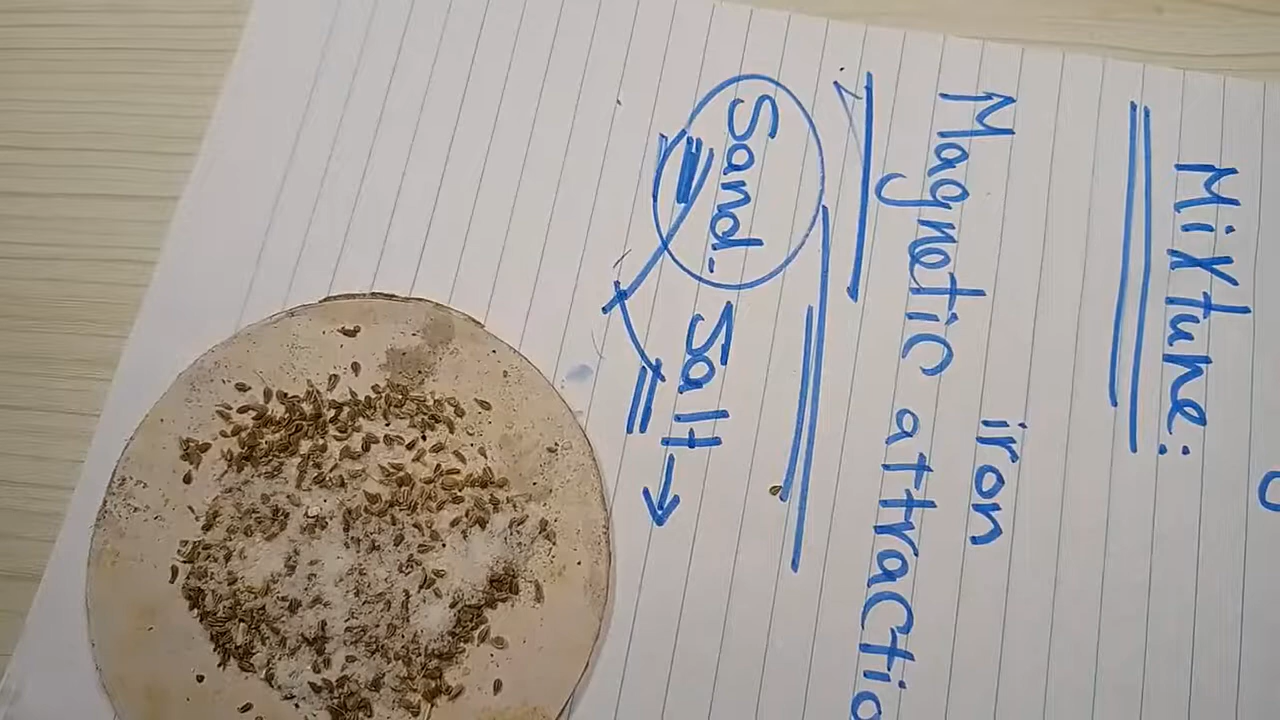 Mixture:
iron
Magnetic attractio
Sand - Salt →